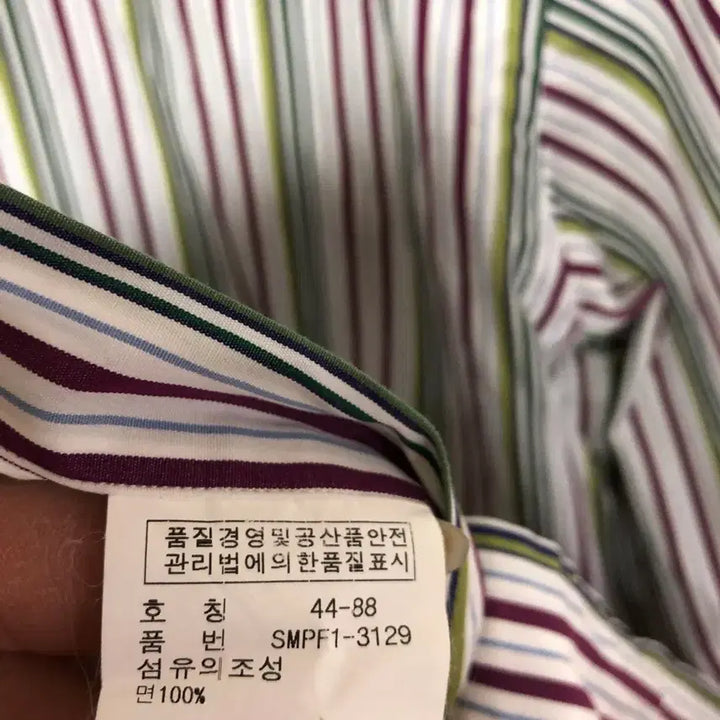 품질경영및공산품안전
관리법에의한품질표시
호 칭 44-88
품 번 SMPF1-3129
섬유의조성
면100%